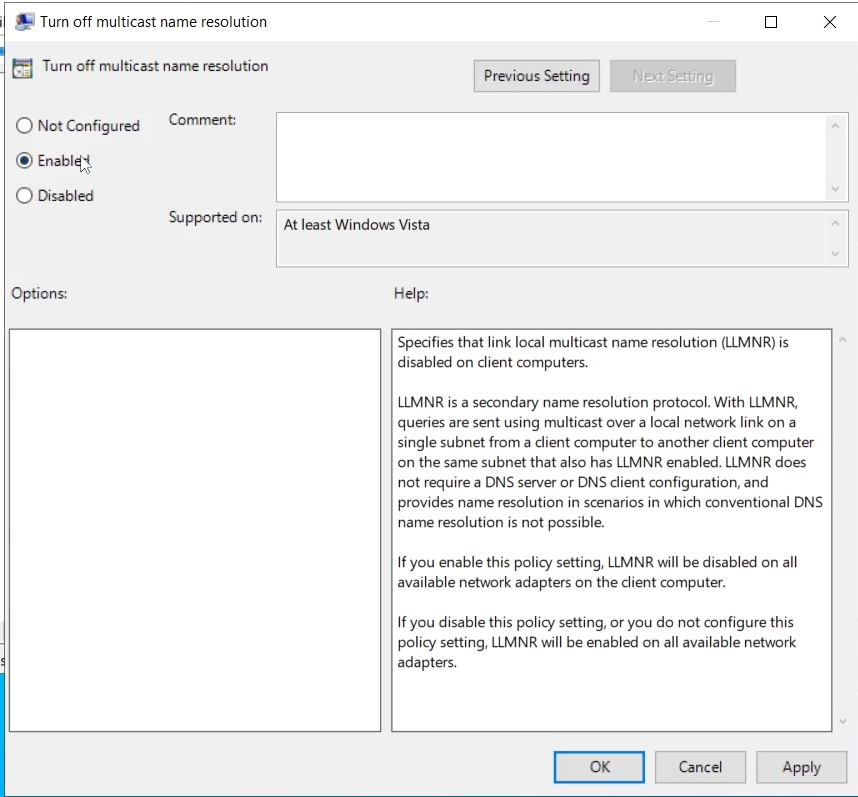 Turn off multicast name resolution
Turn off multicast name resolution
Previous Setting
Next Setting
Not Configured
Enabled
Disabled
Comment:
Supported on:
At least Windows Vista
Options:
Help:
Specifies that link local multicast name resolution (LLMNR) is
disabled on client computers.
LLMNR is a secondary name resolution protocol. With LLMNR,
queries are sent using multicast over a local network link on a
single subnet from a client computer to another client computer
on the same subnet that also has LLMNR enabled. LLMNR does
not require a DNS server or DNS client configuration, and
provides name resolution in scenarios in which conventional DNS
name resolution is not possible.
If you enable this policy setting, LLMNR will be disabled on all
available network adapters on the client computer.
If you disable this policy setting, or you do not configure this
policy setting, LLMNR will be enabled on all available network
adapters.
OK
Cancel
Apply